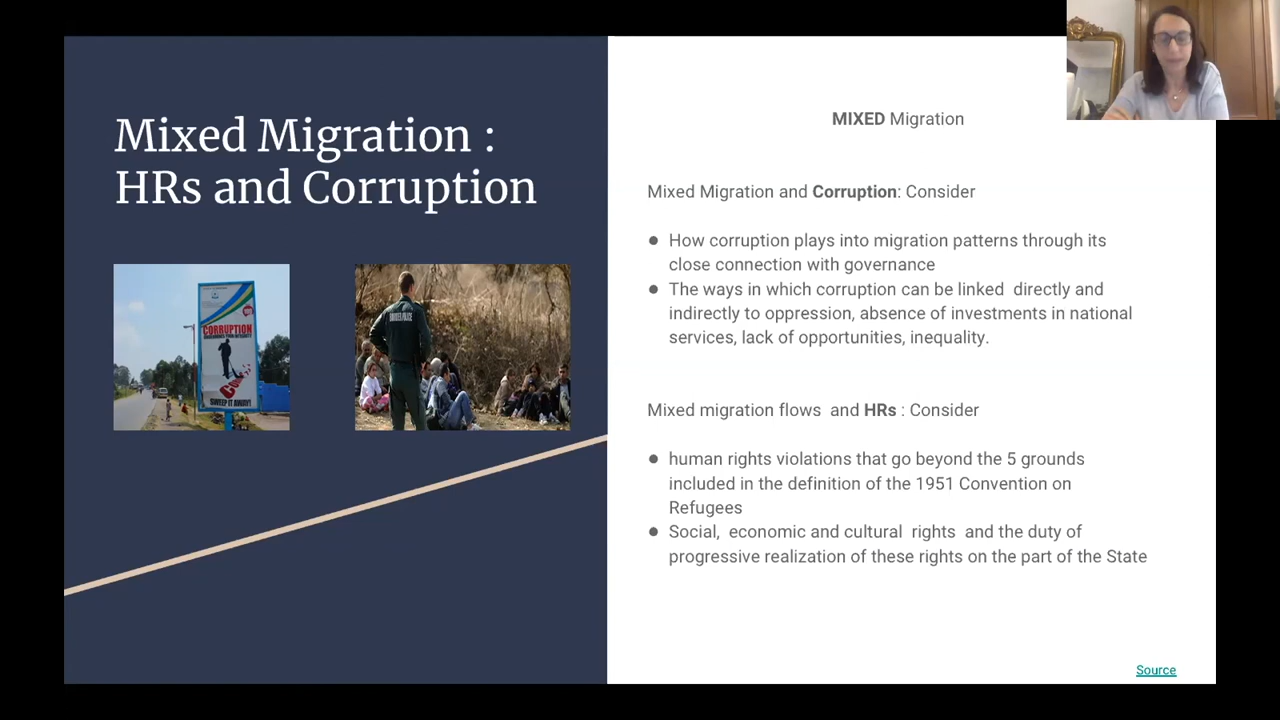 Mixed Migration :
HRs and Corruption
CORRUPTION
SWEEP IT AWAY!
MIXED Migration
Mixed Migration and Corruption: Consider
● How corruption plays into migration patterns through its
close connection with governance
● The ways in which corruption can be linked directly and
indirectly to oppression, absence of investments in national
services, lack of opportunities, inequality.
Mixed migration flows and HRs : Consider
● human rights violations that go beyond the 5 grounds
included in the definition of the 1951 Convention on
Refugees
● Social, economic and cultural rights and the duty of
progressive realization of these rights on the part of the State
Source